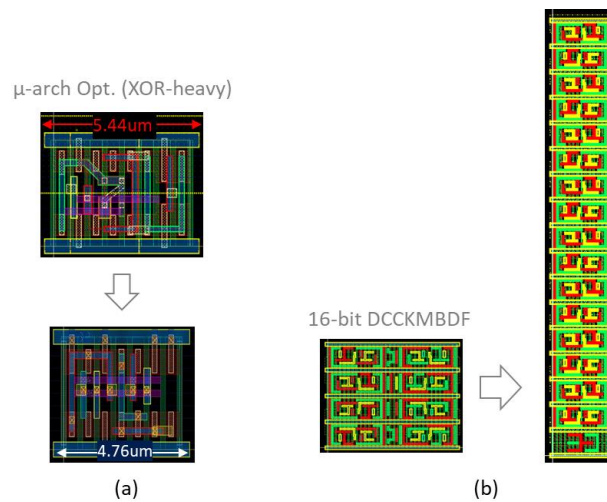 μ-arch Opt. (XOR-heavy)
5.44um
4.76um
16-bit DCCKMBDF
(a)
(b)